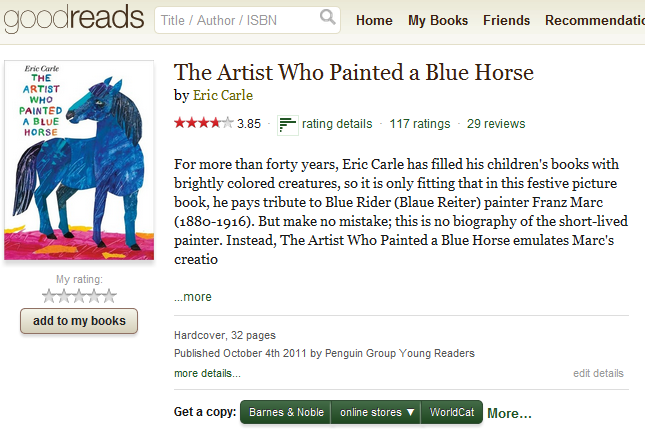 goodreads
Title / Author / ISBN
Home My Books Friends Recommendatio
Eric Carle
THE
ARTIST
WHO
PAINTED
A BLUE
HORSE
The Artist Who Painted a Blue Horse
by Eric Carle
3.85 · rating details · 117 ratings · 29 reviews
For more than forty years, Eric Carle has filled his children's books with
brightly colored creatures, so it is only fitting that in this festive picture
book, he pays tribute to Blue Rider (Blaue Reiter) painter Franz Marc
(1880-1916). But make no mistake; this is no biography of the short-lived
painter. Instead, The Artist Who Painted a Blue Horse emulates Marc's
creatio
...more
My rating:
add to my books
Hardcover, 32 pages
Published October 4th 2011 by Penguin Group Young Readers
more details...
edit details
Get a copy: Barnes & Noble online stores ▼ WorldCat More...